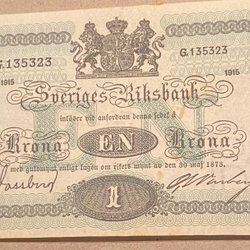 G.135323 G.135323
1915 1915
Sveriges Riksbank
inlöser vid anfordran denna sedel å
Krona EN Krona
med guldmynt enligt lagen om rikets mynt av den 30 maj 1873.
1